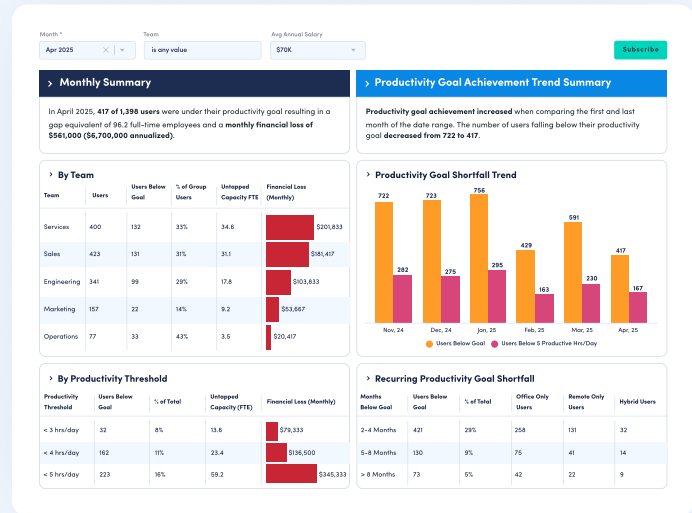 Month *
Team
Avg Annual Salary
Apr 2025
is any value
$70K
Subscribe
Monthly Summary
In April 2025, 417 of 1,398 users were under their productivity goal resulting in a
gap equivalent of 96.2 full-time employees and a monthly financial loss of
$561,000 ($6,700,000 annualized).
Productivity Goal Achievement Trend Summary
Productivity goal achievement increased when comparing the first and last
month of the date range. The number of users falling below their productivity
goal decreased from 722 to 417.
By Team
Team Users Users Below Goal % of Group Users Untapped Capacity FTE Financial Loss (Monthly)
Services 400 132 33% 34.6 $201,833
Sales 423 131 31% 31.1 $181,417
Engineering 341 99 29% 17.8 $103,833
Marketing 157 22 14% 9.2 $53,667
Operations 77 33 43% 3.5 $20,417
Productivity Goal Shortfall Trend
722 282 723 275 756 295 429 163 591 230 417 167
Nov, 24 Dec, 24 Jan, 25 Feb, 25 Mar, 25 Apr, 25
Users Below Goal Users Below 5 Productive Hrs/Day
By Productivity Threshold
Productivity Threshold Users Below Goal % of Total Untapped Capacity (FTE) Financial Loss (Monthly)
< 3 hrs/day 32 8% 13.6 $79,333
< 4 hrs/day 162 11% 23.4 $136,500
< 5 hrs/day 223 16% 59.2 $345,333
Recurring Productivity Goal Shortfall
Months Below Goal Users Below Goal % of Total Office Only Users Remote Only Users Hybrid Users
2-4 Months 421 29% 258 131 32
5-8 Months 130 9% 75 41 14
> 8 Months 73 5% 42 22 9